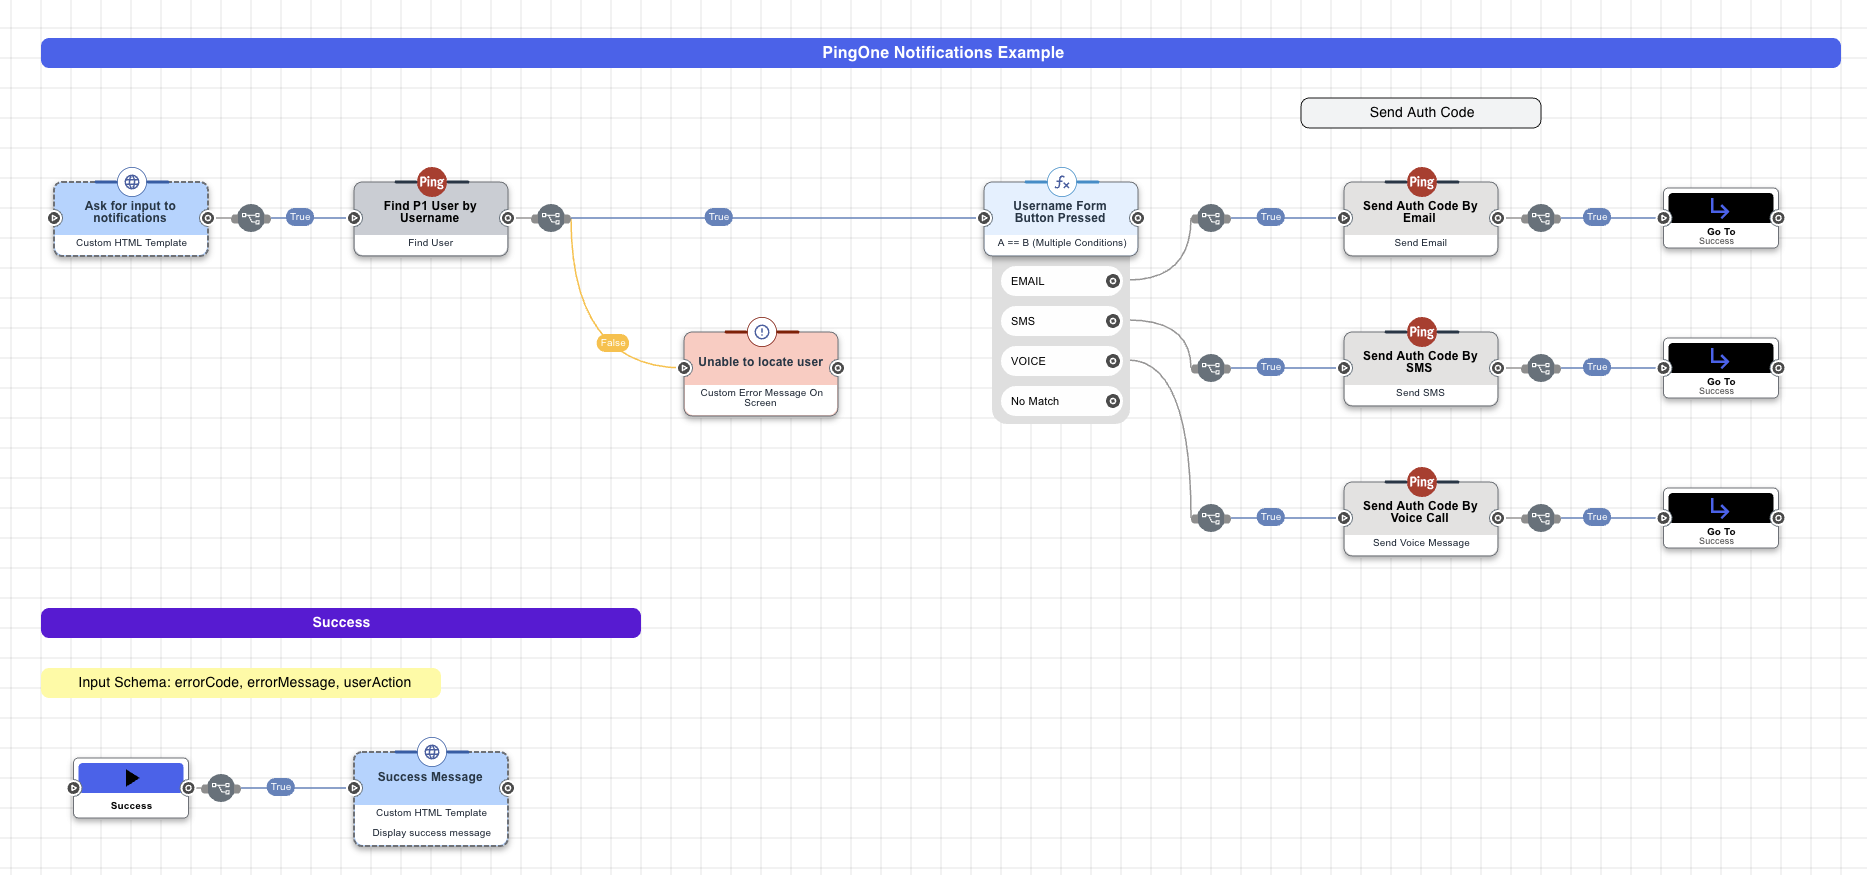 PingOne Notifications Example
Send Auth Code
Ask for input to
notifications
Custom HTML Template
True
Ping
Find P1 User by
Username
Find User
True
False
Unable to locate user
Custom Error Message On
Screen
Username Form
Button Pressed
A == B (Multiple Conditions)
EMAIL
SMS
VOICE
No Match
True
Ping
Send Auth Code By
Email
Send Email
True
Go To
Success
True
Ping
Send Auth Code By
SMS
Send SMS
True
Go To
Success
True
Ping
Send Auth Code By
Voice Call
Send Voice Message
True
Go To
Success
Success
Input Schema: errorCode, errorMessage, userAction
Success
True
Success Message
Custom HTML Template
Display success message